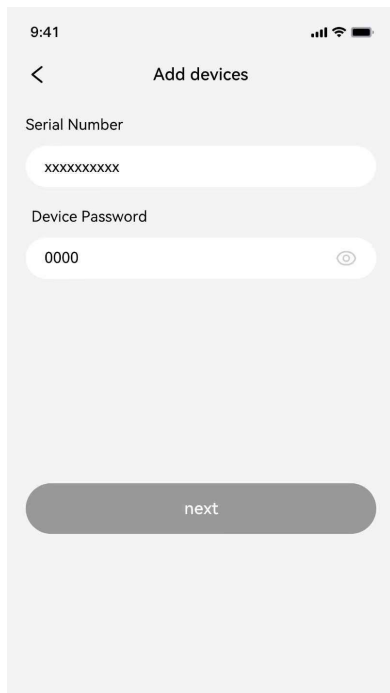 9:41
Add devices
Serial Number
xxxxxxxxxx
Device Password
0000
next